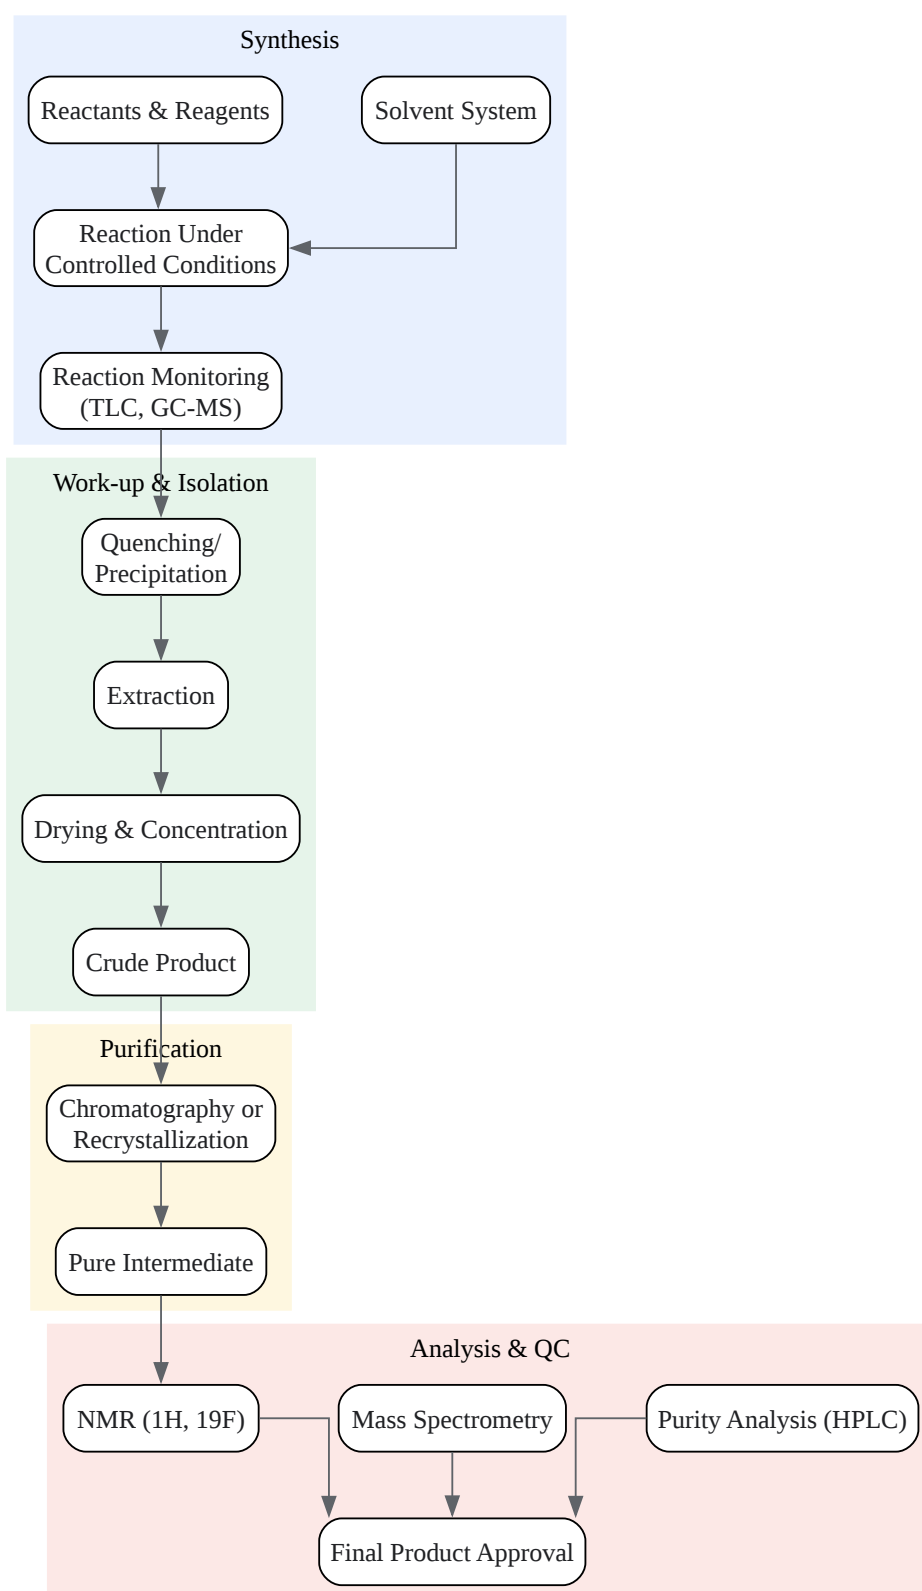 Synthesis
Reactants & Reagents
Solvent System
Reaction Under
Controlled Conditions
Reaction Monitoring
(TLC, GC-MS)
Work-up & Isolation
Quenching/
Precipitation
Extraction
Drying & Concentration
Crude Product
Purification
Chromatography or
Recrystallization
Pure Intermediate
Analysis & QC
NMR (1H, 19F)
Mass Spectrometry
Purity Analysis (HPLC)
Final Product Approval